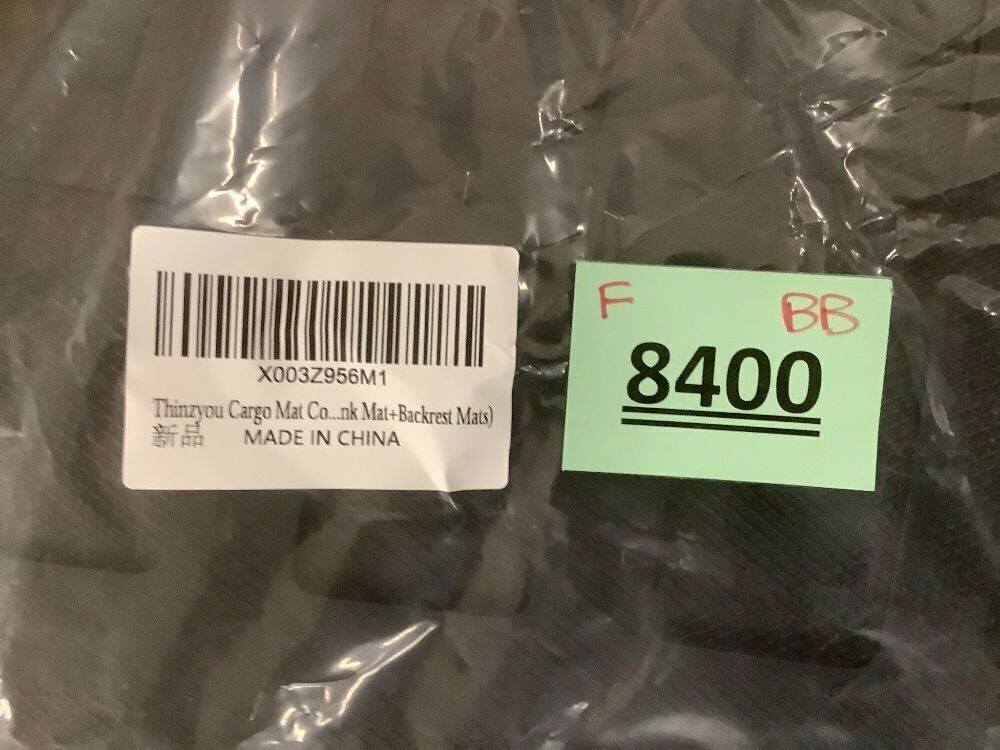 X003Z956M1
Thinzyou Cargo Mat Co...nk Mat+Backrest Mats)
新品 MADE IN CHINA
F BB
8400